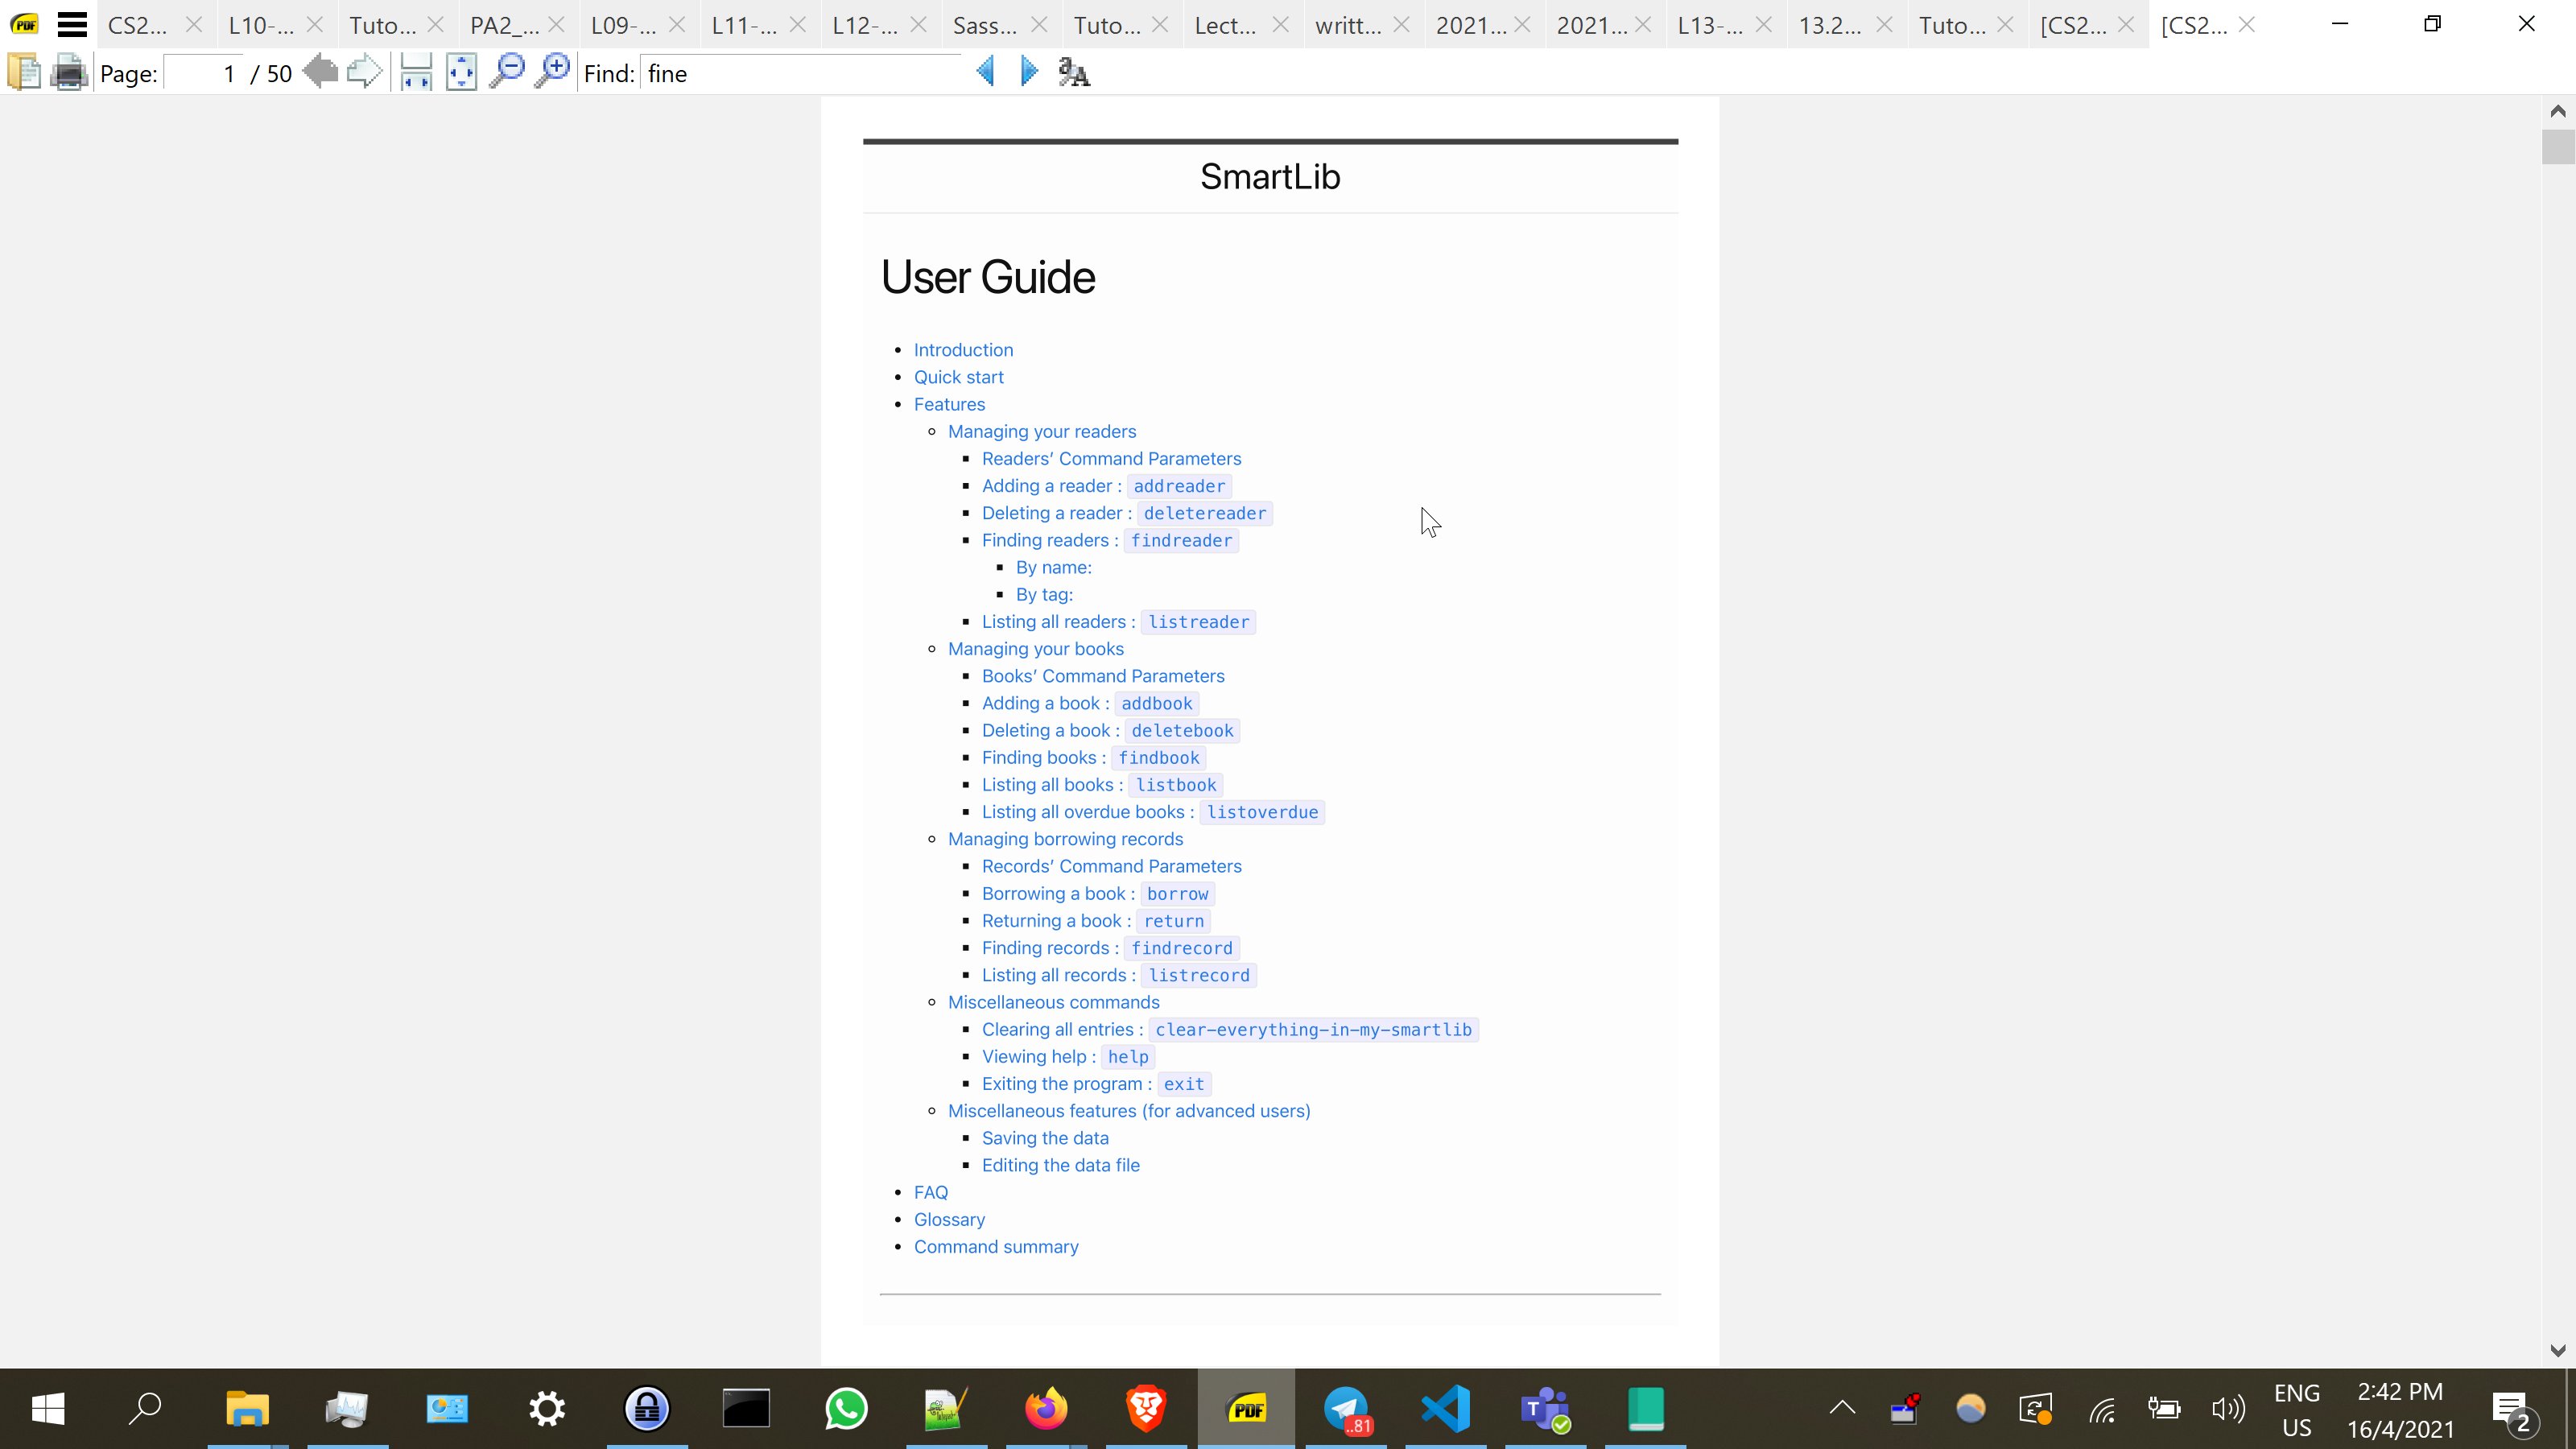 CS2... L10-... Tuto... PA2_... L09-... L11-... L12-... Sass... Tuto... Lect... writt... 2021... 2021... L13-... 13.2... Tuto... [CS2... [CS2...
Page: 1 / 50 Find: fine
SmartLib
User Guide
• Introduction
• Quick start
• Features
Managing your readers
Readers’ Command Parameters
Adding a reader : addreader
Deleting a reader : deletereader
Finding readers : findreader
By name:
By tag:
Listing all readers : listreader
Managing your books
Books’ Command Parameters
Adding a book : addbook
Deleting a book : deletebook
Finding books : findbook
Listing all books : listbook
Listing all overdue books : listoverdue
Managing borrowing records
Records’ Command Parameters
Borrowing a book : borrow
Returning a book : return
Finding records : findrecord
Listing all records : listrecord
Miscellaneous commands
Clearing all entries : clear-everything-in-my-smartlib
Viewing help : help
Exiting the program : exit
Miscellaneous features (for advanced users)
Saving the data
Editing the data file
• FAQ
• Glossary
• Command summary
PDF
..81
T
ENG
US
2:42 PM
16/4/2021
2